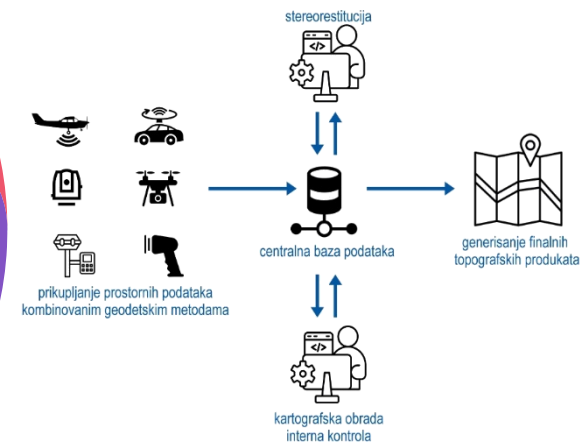 stereorestitucija
prikupljanje prostornih podataka
kombinovanim geodetskim metodama
centralna baza podataka
generisanje finalnih
topografskih produkata
kartografska obrada
interna kontrola